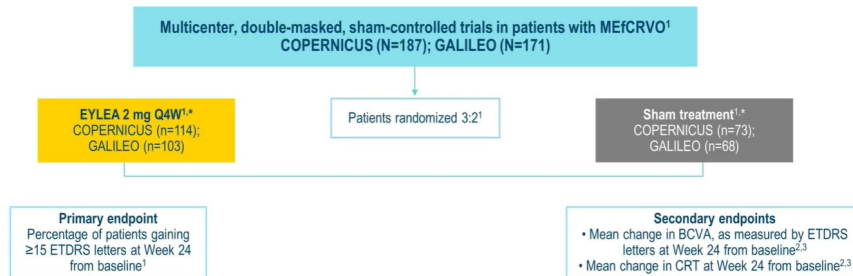 Multicenter, double-masked, sham-controlled trials in patients with MEfCRVO¹
COPERNICUS (N=187); GALILEO (N=171)
EYLEA 2 mg Q4W¹,*
COPERNICUS (n=114);
GALILEO (n=103)
Patients randomized 3:2¹
Sham treatment¹,*
COPERNICUS (n=73);
GALILEO (n=68)
Primary endpoint
Percentage of patients gaining
≥15 ETDRS letters at Week 24
from baseline¹
Secondary endpoints
• Mean change in BCVA, as measured by ETDRS
letters at Week 24 from baseline²,³
• Mean change in CRT at Week 24 from baseline²,³